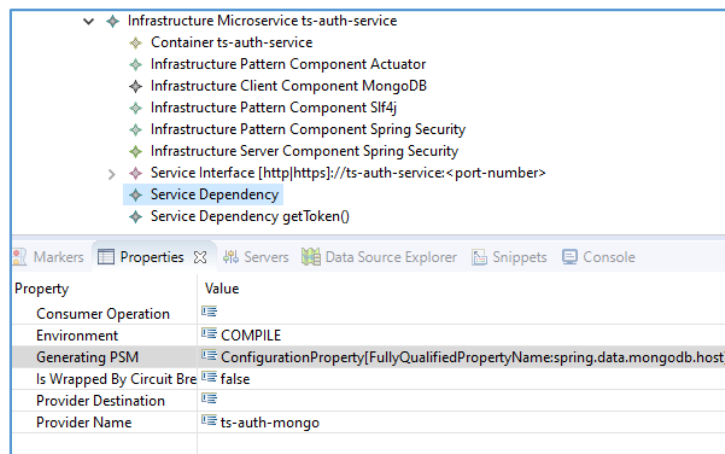 Infrastructure Microservice ts-auth-service
Container ts-auth-service
Infrastructure Pattern Component Actuator
Infrastructure Client Component MongoDB
Infrastructure Pattern Component Slf4j
Infrastructure Pattern Component Spring Security
Infrastructure Server Component Spring Security
Service Interface [http|https]://ts-auth-service:<port-number>
Service Dependency
Service Dependency getToken()
Markers Properties Servers Data Source Explorer Snippets Console
Property Value
Consumer Operation
Environment COMPILE
Generating PSM ConfigurationProperty[FullyQualifiedPropertyName:spring.data.mongodb.host
Is Wrapped By Circuit Bre false
Provider Destination
Provider Name ts-auth-mongo